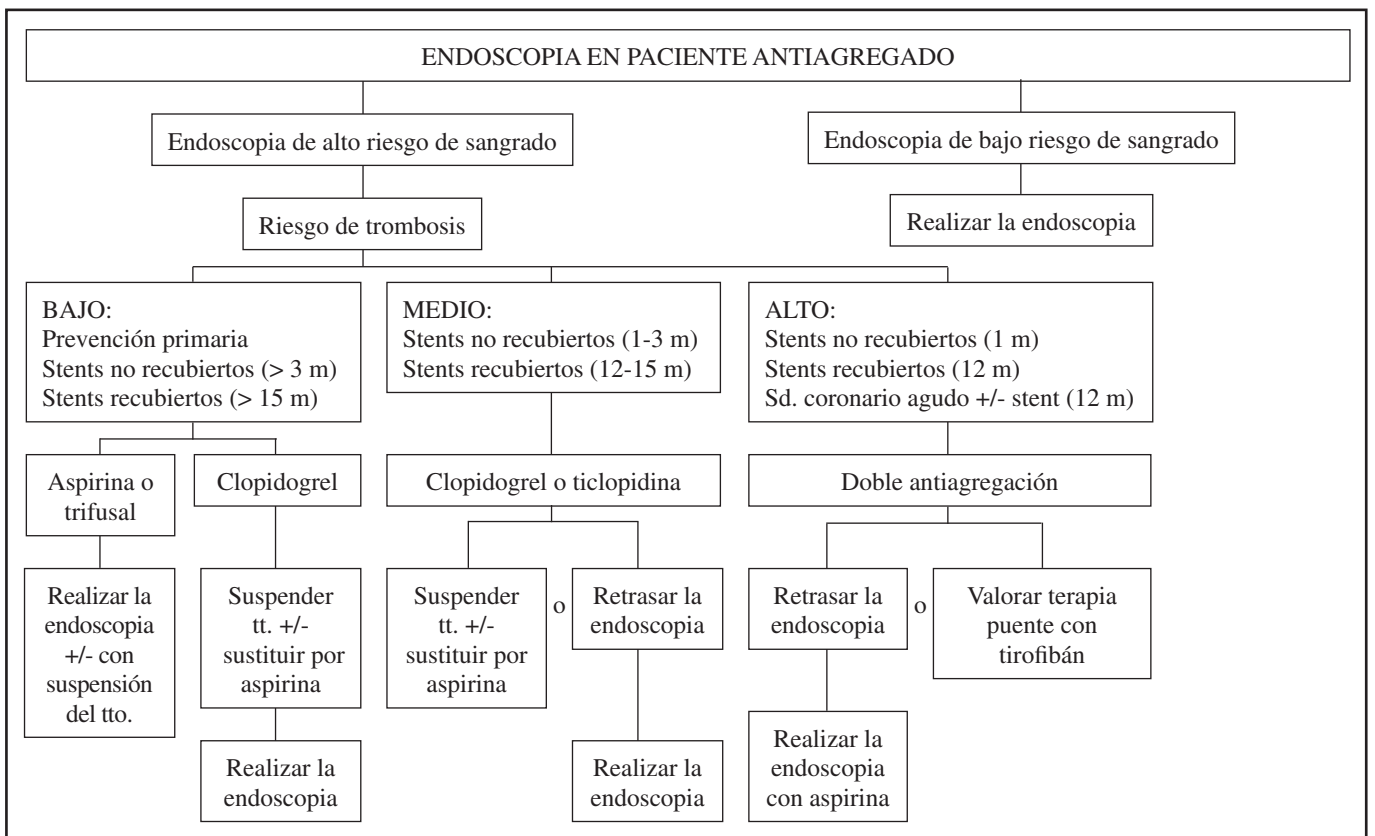 ENDOSCOPIA EN PACIENTE ANTIAGREGADO
Endoscopia de alto riesgo de sangrado
Endoscopia de bajo riesgo de sangrado
Riesgo de trombosis
Realizar la endoscopia
BAJO:
Prevención primaria
Stents no recubiertos (> 3 m)
Stents recubiertos (> 15 m)
MEDIO:
Stents no recubiertos (1-3 m)
Stents recubiertos (12-15 m)
ALTO:
Stents no recubiertos (1 m)
Stents recubiertos (12 m)
Sd. coronario agudo +/- stent (12 m)
Aspirina o
trifusal
Clopidogrel
Clopidogrel o ticlopidina
Doble antiagregación
Realizar la
endoscopia
+/- con
suspensión
del tto.
Suspender
tt. +/-
sustituir por
aspirina
Suspender
tt. +/-
sustituir por
aspirina
o
Retrasar la
endoscopia
Retrasar la
endoscopia
o
Valorar terapia
puente con
tirofibán
Realizar la
endoscopia
Realizar la
endoscopia
Realizar la
endoscopia
con aspirina